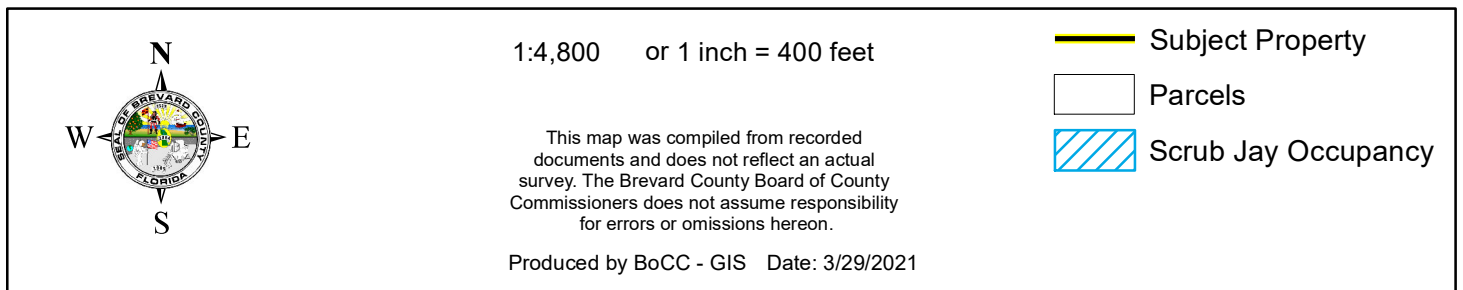 N
W
E
S
SEAL OF BREVARD COUNTY
FLORIDA
1:4,800 or 1 inch = 400 feet
This map was compiled from recorded
documents and does not reflect an actual
survey. The Brevard County Board of County
Commissioners does not assume responsibility
for errors or omissions hereon.
Produced by BoCC - GIS Date: 3/29/2021
Subject Property
Parcels
Scrub Jay Occupancy